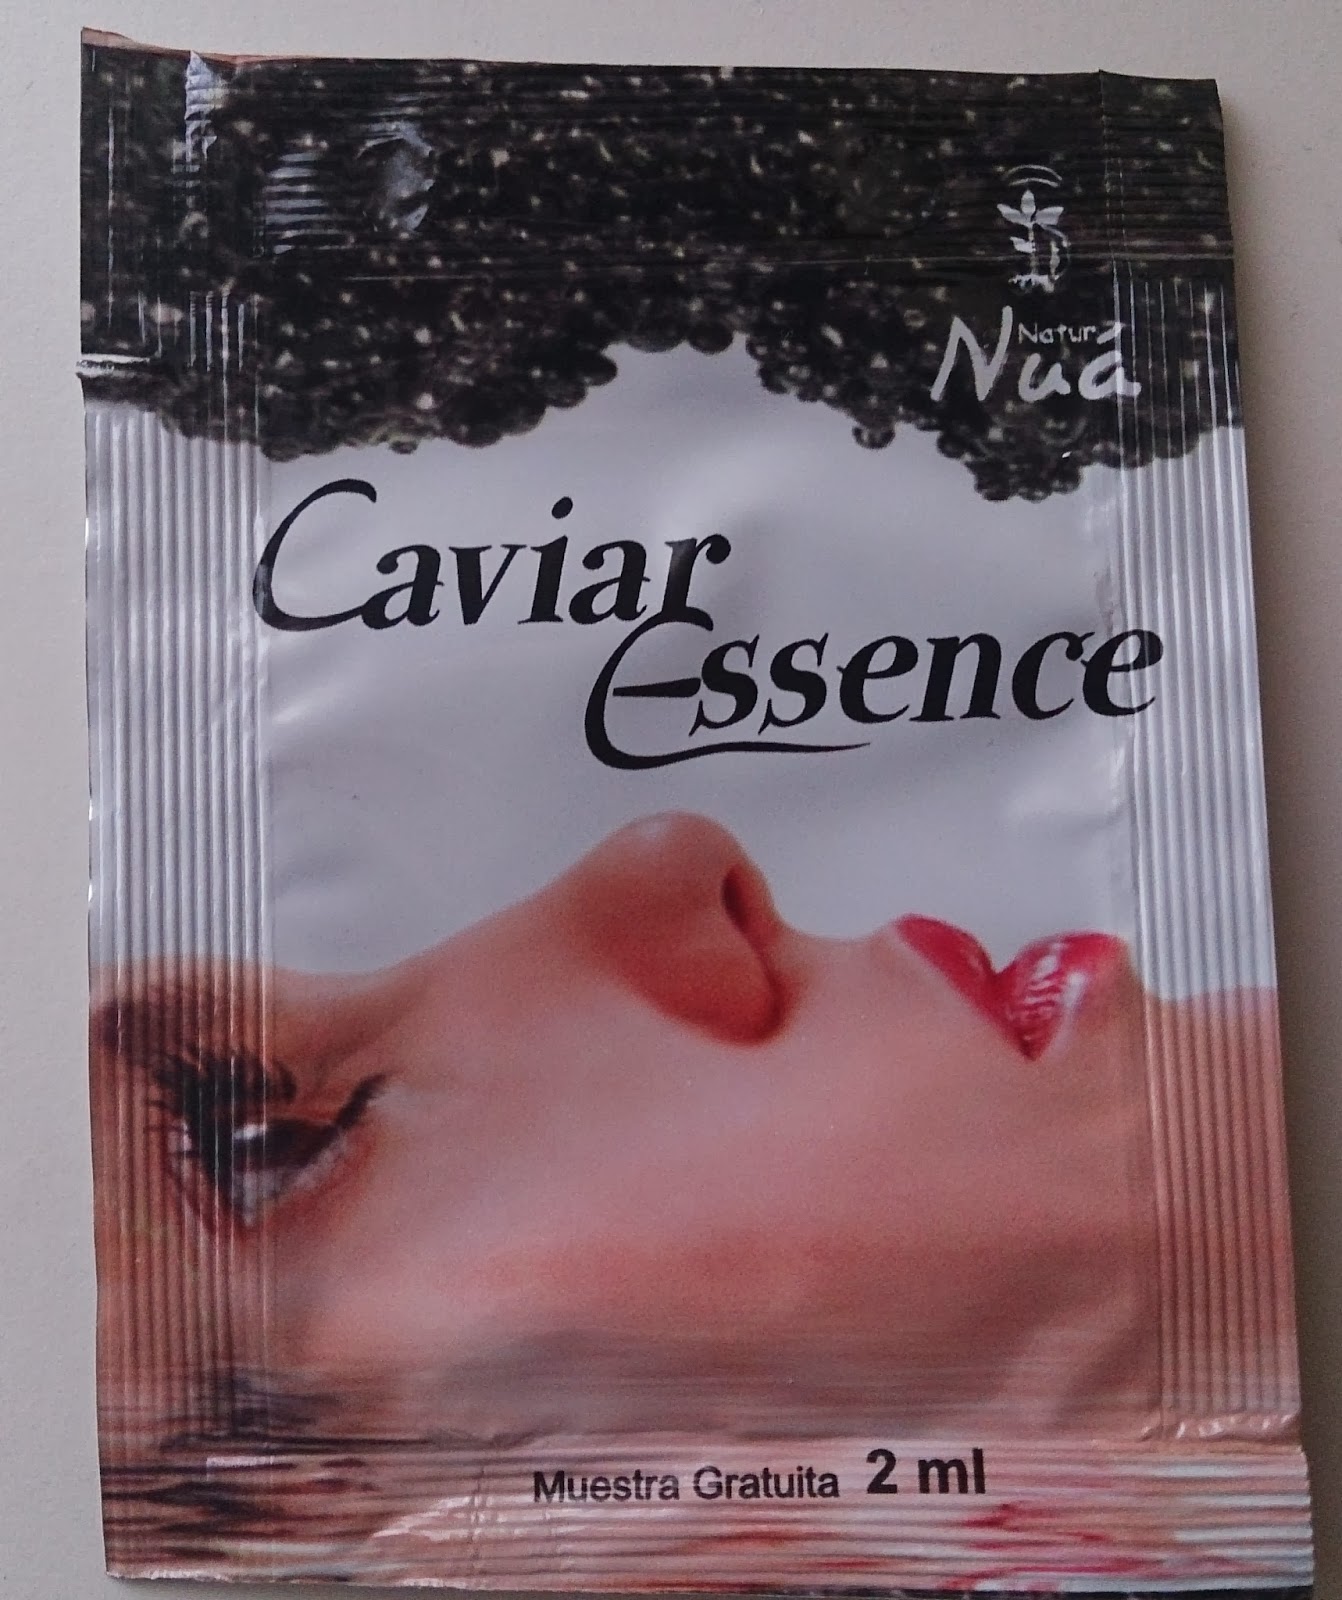 Natura
Nuá
Caviar
Essence
Muestra Gratuita 2 ml